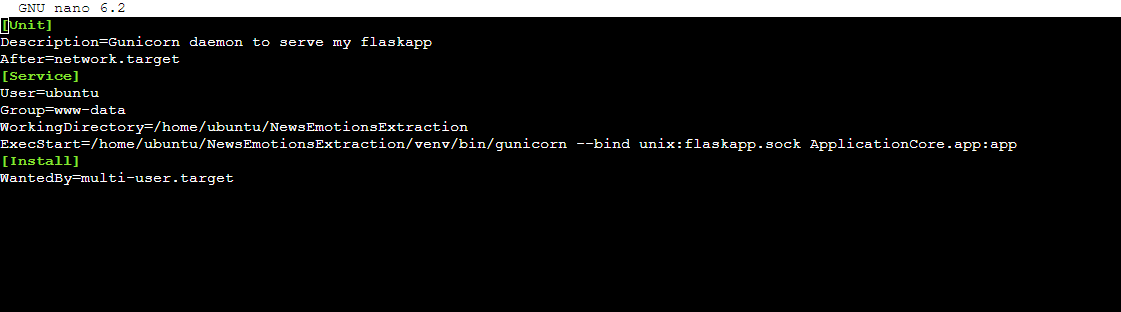 GNU nano 6.2
[Unit]
Description=Gunicorn daemon to serve my flaskapp
After=network.target
[Service]
User=ubuntu
Group=www-data
WorkingDirectory=/home/ubuntu/NewsEmotionsExtraction
ExecStart=/home/ubuntu/NewsEmotionsExtraction/venv/bin/gunicorn --bind unix:flaskapp.sock ApplicationCore.app:app
[Install]
WantedBy=multi-user.target